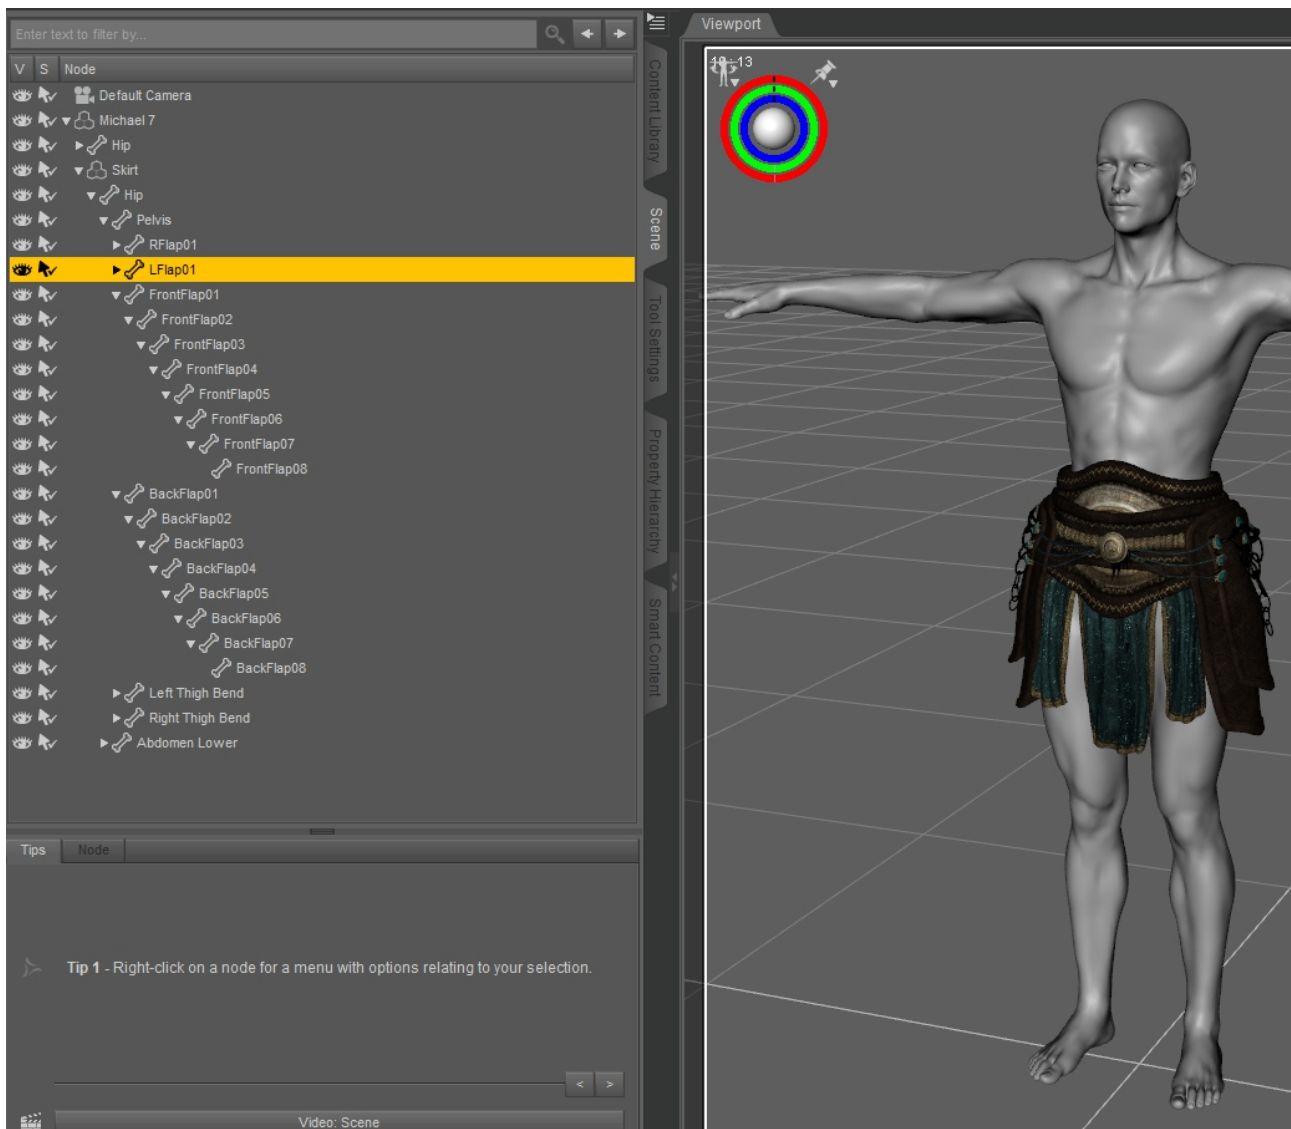 Enter text to filter by...
V S Node
Default Camera
Michael 7
Hip
Skirt
Hip
Pelvis
RFlap01
LFlap01
FrontFlap01
FrontFlap02
FrontFlap03
FrontFlap04
FrontFlap05
FrontFlap06
FrontFlap07
FrontFlap08
BackFlap01
BackFlap02
BackFlap03
BackFlap04
BackFlap05
BackFlap06
BackFlap07
BackFlap08
Left Thigh Bend
Right Thigh Bend
Abdomen Lower
Tips Node
Tip 1 - Right-click on a node for a menu with options relating to your selection.
< >
Video: Scene
Content Library
Scene
Tool Settings
Property Hierarchy
Smart Content
Viewport